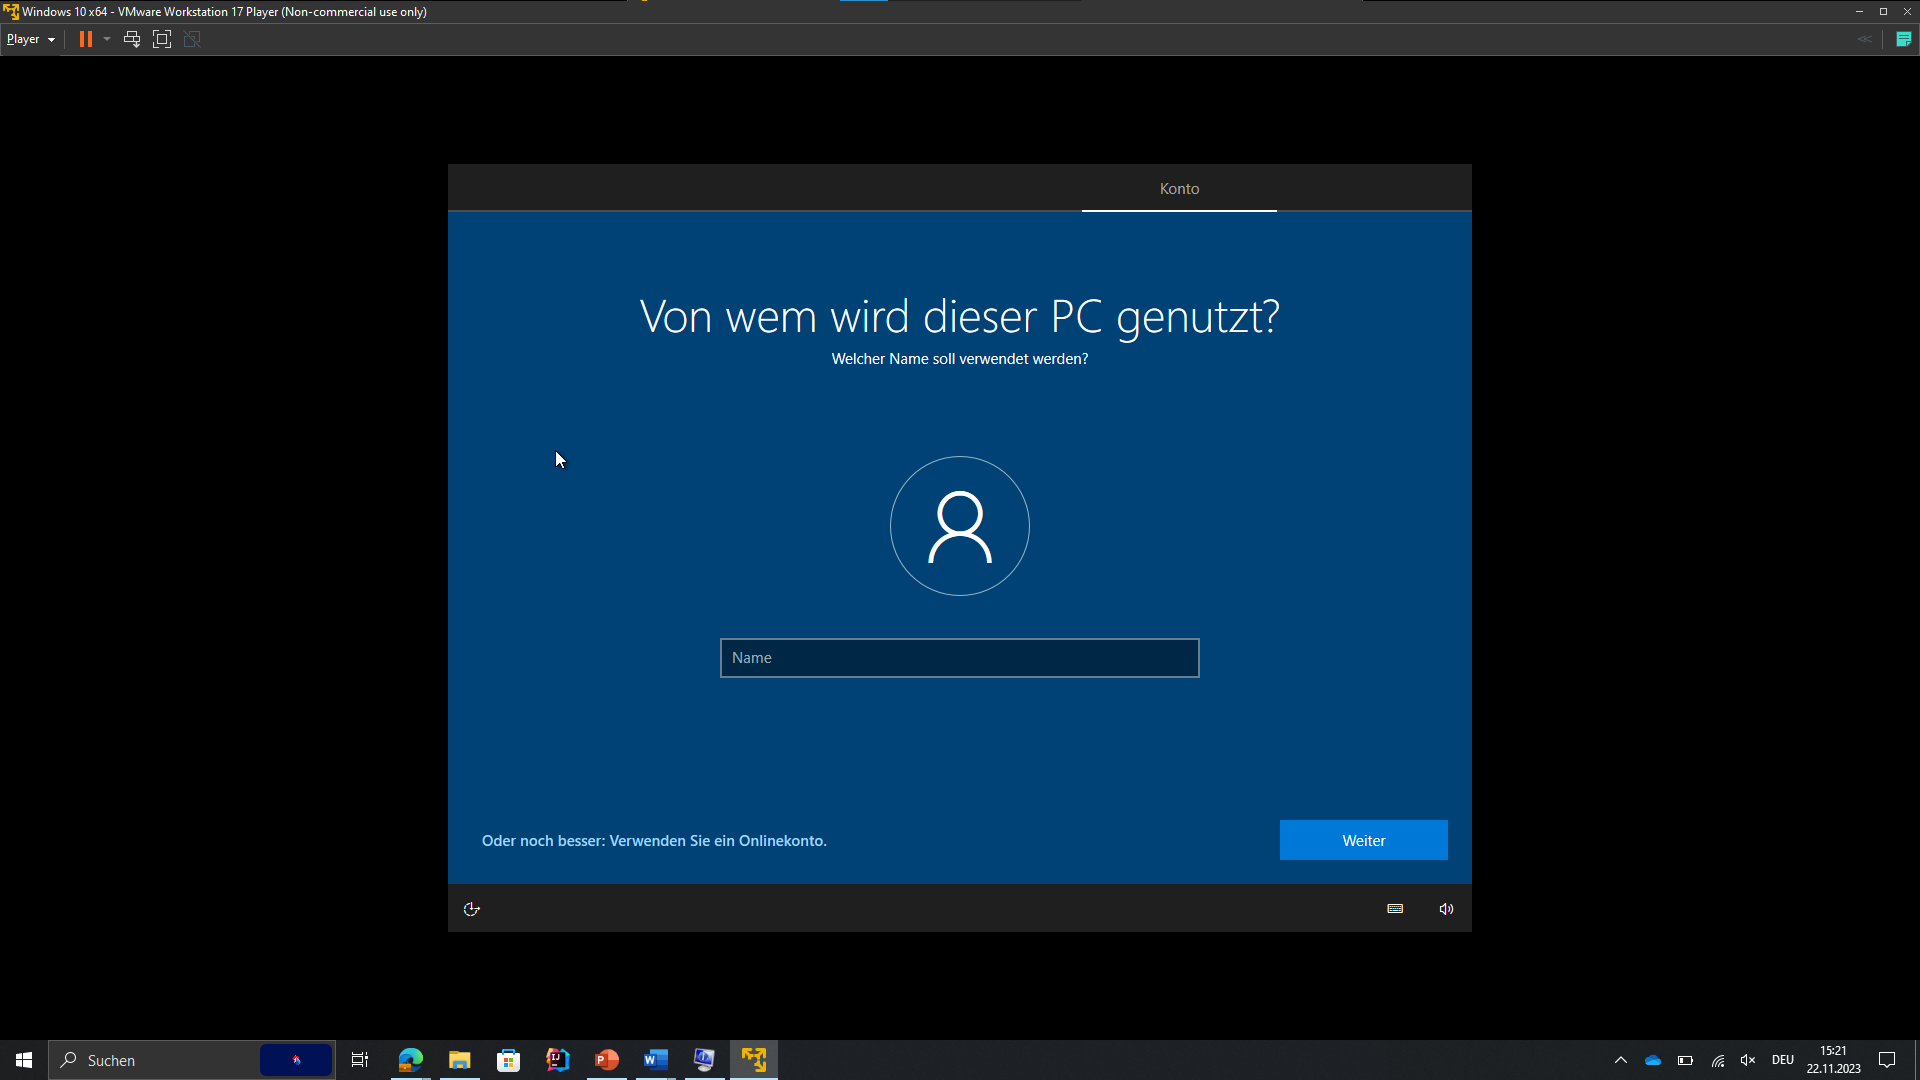 Windows 10 x64 - VMware Workstation 17 Player (Non-commercial use only)
Player
Konto
Von wem wird dieser PC genutzt?
Welcher Name soll verwendet werden?
Name
Oder noch besser: Verwenden Sie ein Onlinekonto.
Weiter
Suchen
DEU
15:21
22.11.2023